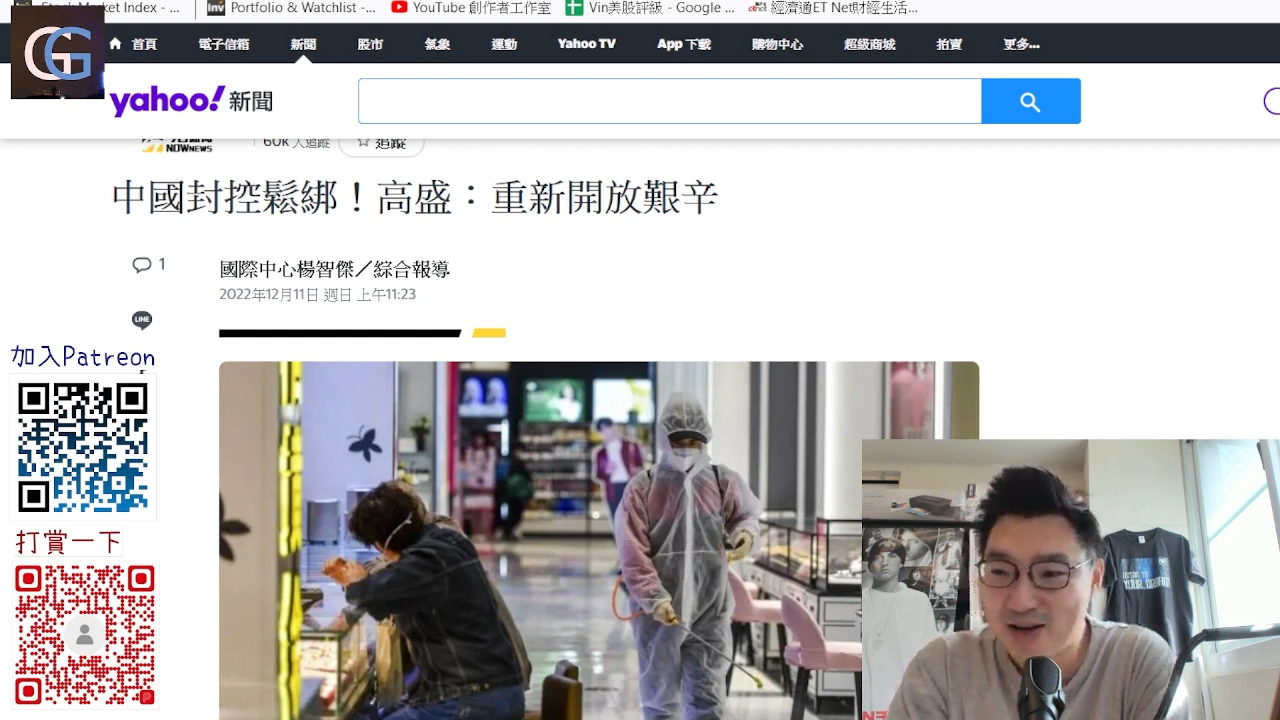 Stock Market Index - ...
Portfolio & Watchlist -...
YouTube 創作者工作室
Vin美股評級 - Google ...
經濟通ET Net財經生活...
首頁
電子信箱
新聞
股市
氣象
運動
Yahoo TV
App 下載
購物中心
超級商城
拍賣
更多...
yahoo! 新聞
NOWNEWS
60K 人追蹤
☆ 追蹤
中國封控鬆綁！高盛：重新開放艱辛
1
國際中心楊智傑／綜合報導
2022年12月11日 週日 上午11:23
LINE
加入Patreon
打賞一下